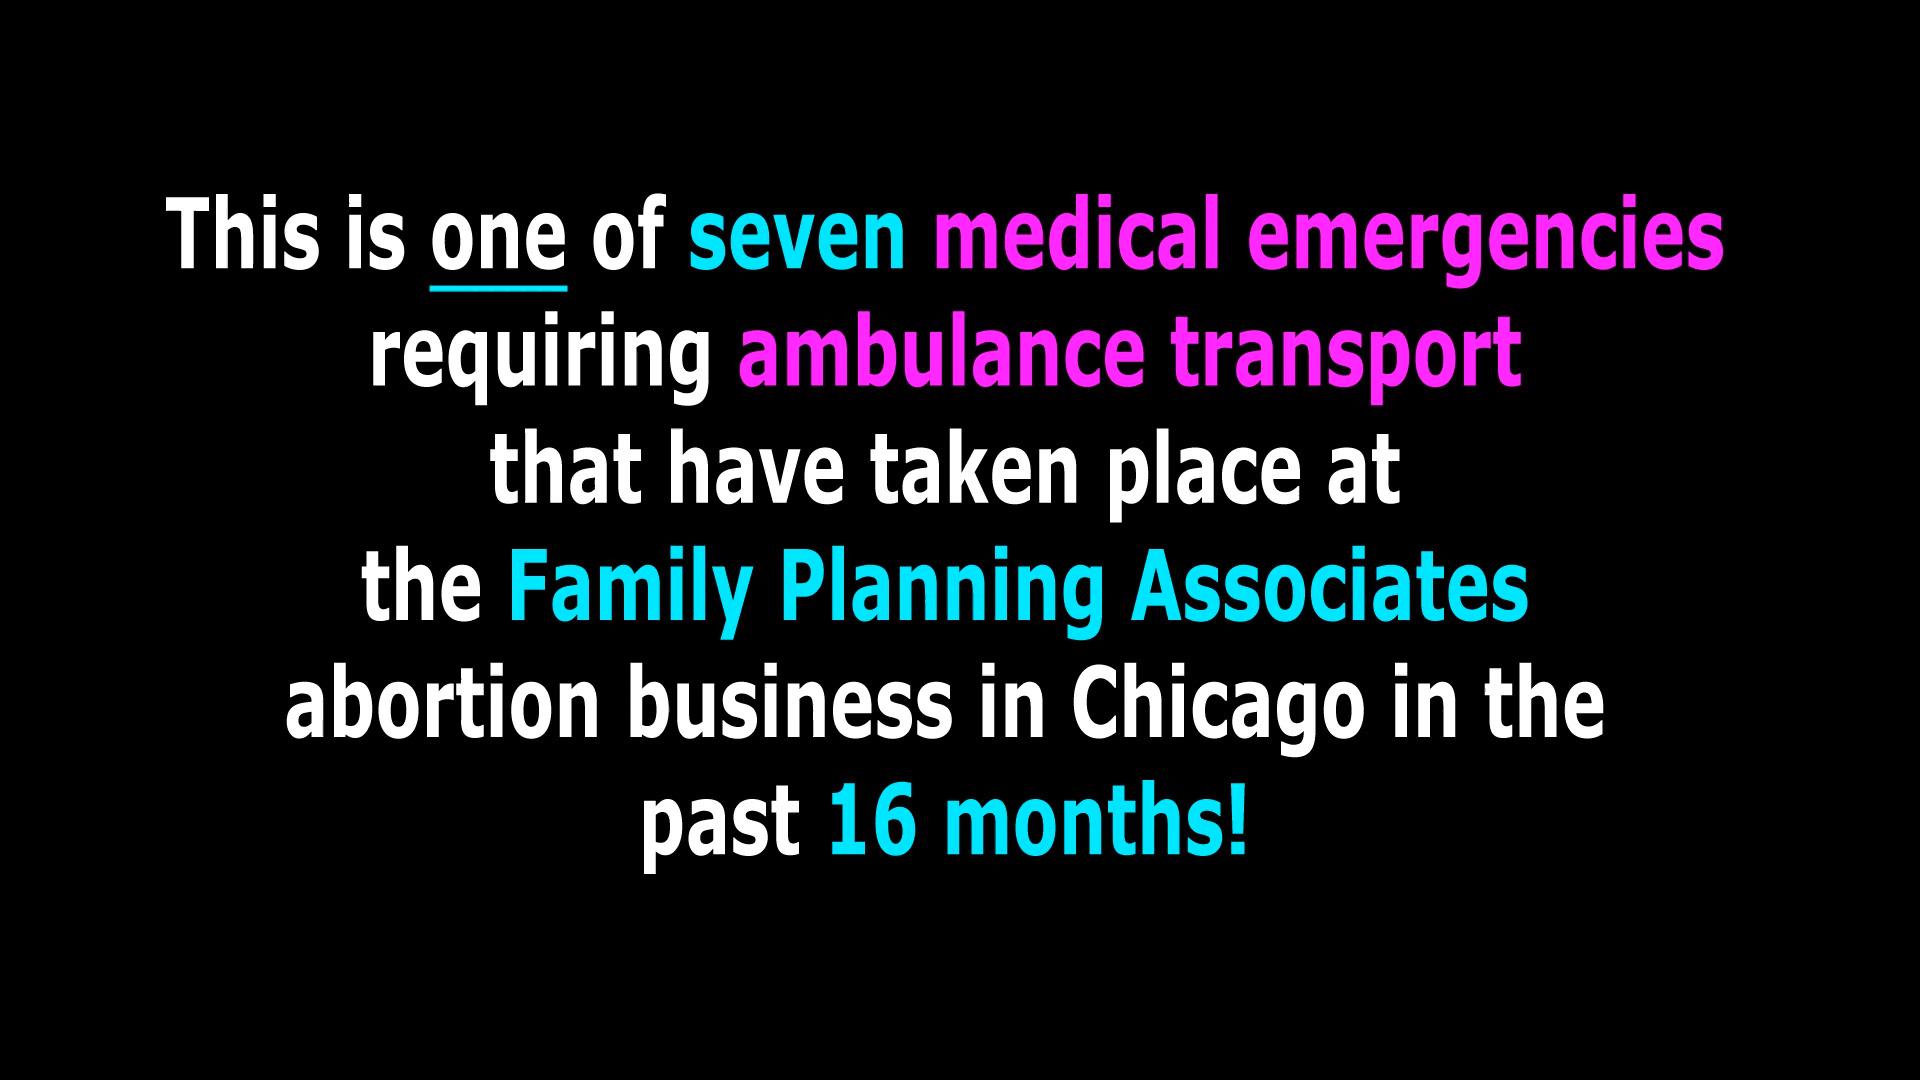 This is one of seven medical emergencies
requiring ambulance transport
that have taken place at
the Family Planning Associates
abortion business in Chicago in the
past 16 months!